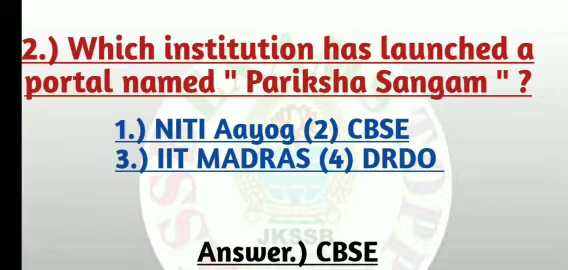 2.) Which institution has launched a
portal named " Pariksha Sangam " ?
1.) NITI Aayog (2) CBSE
3.) IIT MADRAS (4) DRDO
JKSSB
Answer.) CBSE